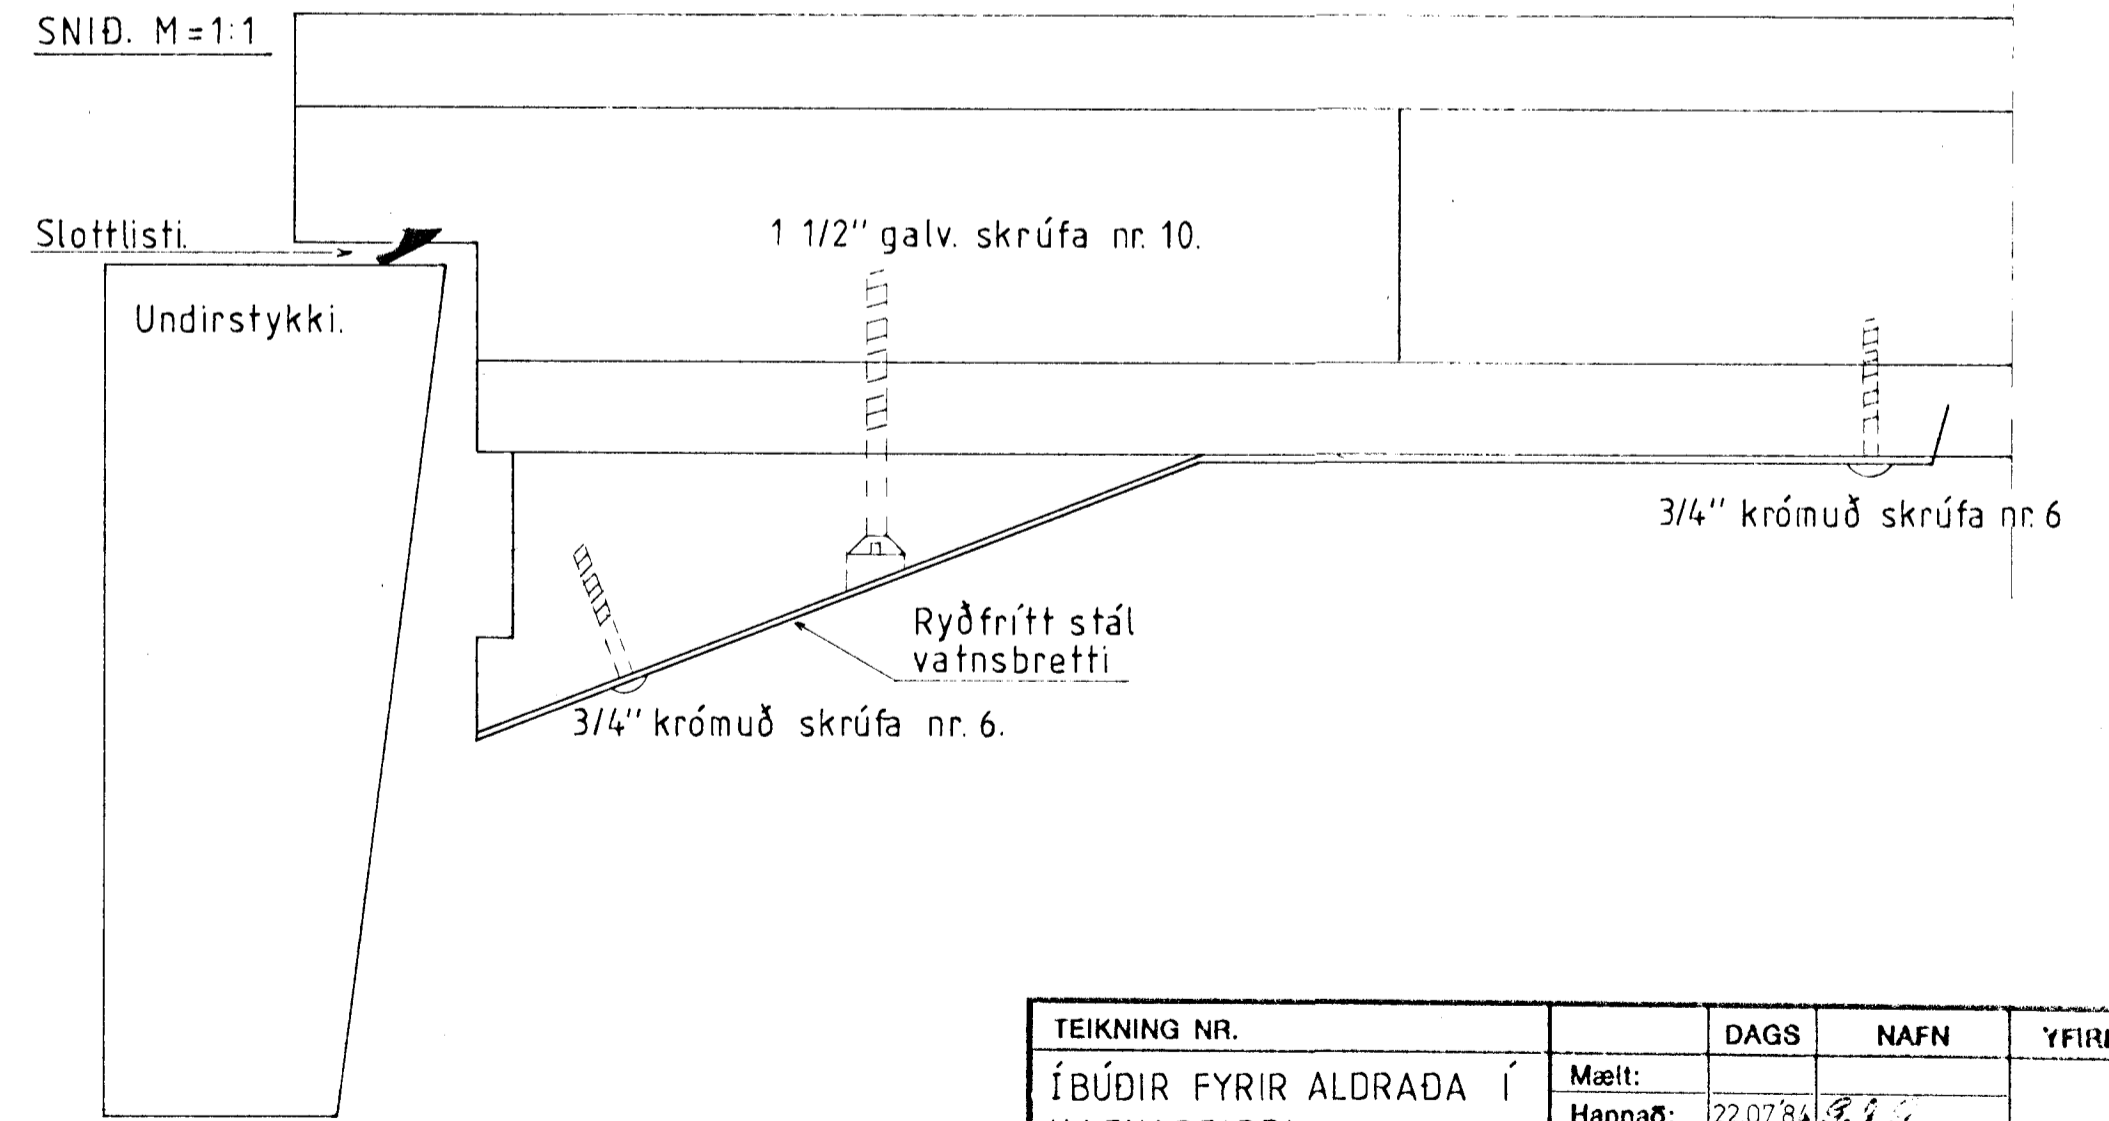 SNIÐ. M=1:1
Slottlisti.
1 1/2" galv. skrúfa nr. 10.
Undirstykki.
3/4" krómuð skrúfa nr. 6
Ryðfrítt stál
vatnsbretti
3/4" krómuð skrúfa nr. 6.
TEIKNING NR.
DAGS
NAFN
ÍBÚÐIR FYRIR ALDRAÐA Í
Mælt:
Hannað:
22.07'84